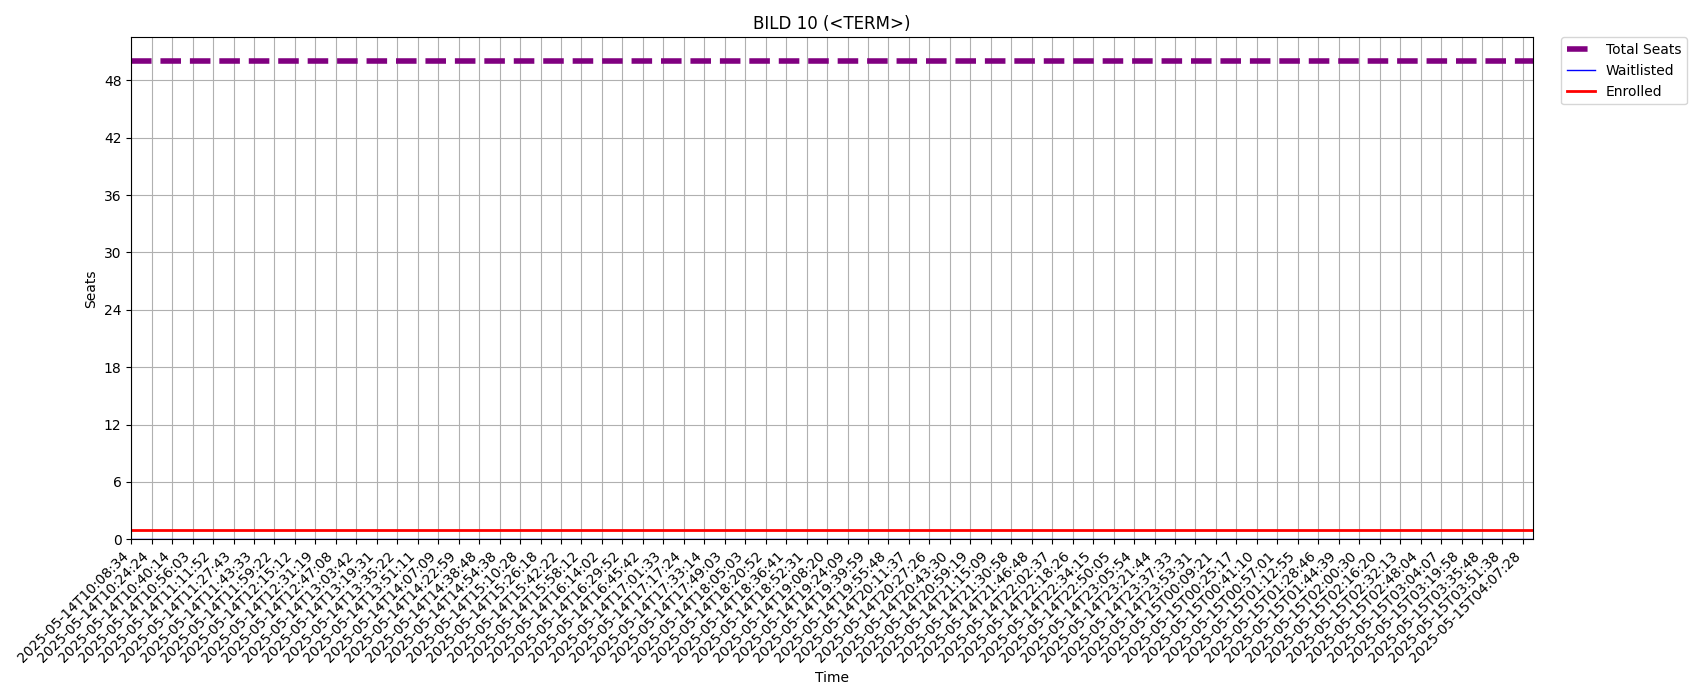 BILD 10 (<TERM>)
Total Seats
Waitlisted
Enrolled
48
42
36
30
24
18
12
6
0
Seats
2025-05-14T10:08:34
2025-05-14T10:24:24
2025-05-14T10:40:14
2025-05-14T10:56:03
2025-05-14T11:11:52
2025-05-14T11:27:43
2025-05-14T11:43:33
2025-05-14T11:59:22
2025-05-14T12:15:12
2025-05-14T12:31:19
2025-05-14T12:47:08
2025-05-14T13:03:42
2025-05-14T13:19:31
2025-05-14T13:35:22
2025-05-14T13:51:11
2025-05-14T14:07:09
2025-05-14T14:22:59
2025-05-14T14:38:48
2025-05-14T14:54:38
2025-05-14T15:10:28
2025-05-14T15:26:18
2025-05-14T15:42:22
2025-05-14T15:58:12
2025-05-14T16:14:02
2025-05-14T16:29:52
2025-05-14T16:45:42
2025-05-14T17:01:33
2025-05-14T17:17:24
2025-05-14T17:33:14
2025-05-14T17:49:03
2025-05-14T18:05:03
2025-05-14T18:20:52
2025-05-14T18:36:41
2025-05-14T18:52:31
2025-05-14T19:08:20
2025-05-14T19:24:09
2025-05-14T19:39:59
2025-05-14T19:55:48
2025-05-14T20:11:37
2025-05-14T20:27:26
2025-05-14T20:43:30
2025-05-14T20:59:19
2025-05-14T21:15:09
2025-05-14T21:30:58
2025-05-14T21:46:48
2025-05-14T22:02:37
2025-05-14T22:18:26
2025-05-14T22:34:15
2025-05-14T22:50:05
2025-05-14T23:05:54
2025-05-14T23:21:44
2025-05-14T23:37:33
2025-05-14T23:53:31
2025-05-15T00:09:21
2025-05-15T00:25:17
2025-05-15T00:41:10
2025-05-15T00:57:01
2025-05-15T01:12:55
2025-05-15T01:28:46
2025-05-15T01:44:39
2025-05-15T02:00:30
2025-05-15T02:16:20
2025-05-15T02:32:13
2025-05-15T02:48:04
2025-05-15T03:04:07
2025-05-15T03:19:58
2025-05-15T03:35:48
2025-05-15T03:51:38
2025-05-15T04:07:28
Time